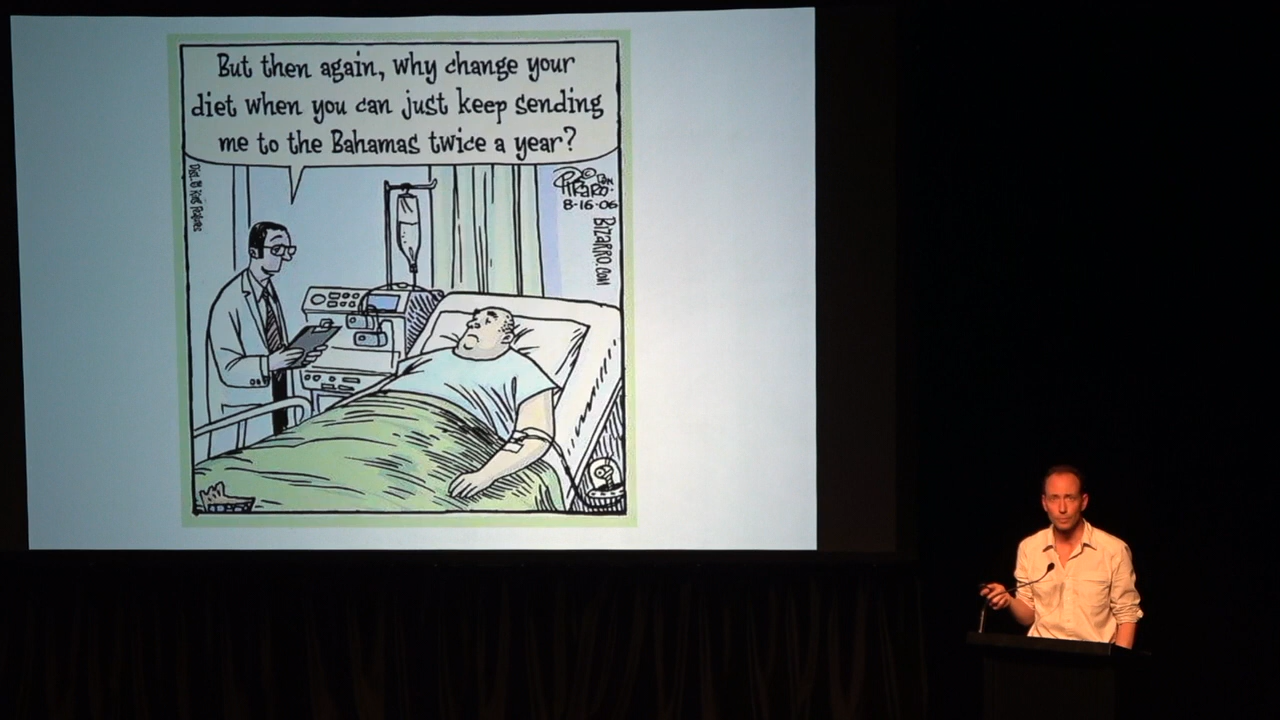 But then again, why change your
diet when you can just keep sending
me to the Bahamas twice a year?
8-16-06
BIZARRO.COM